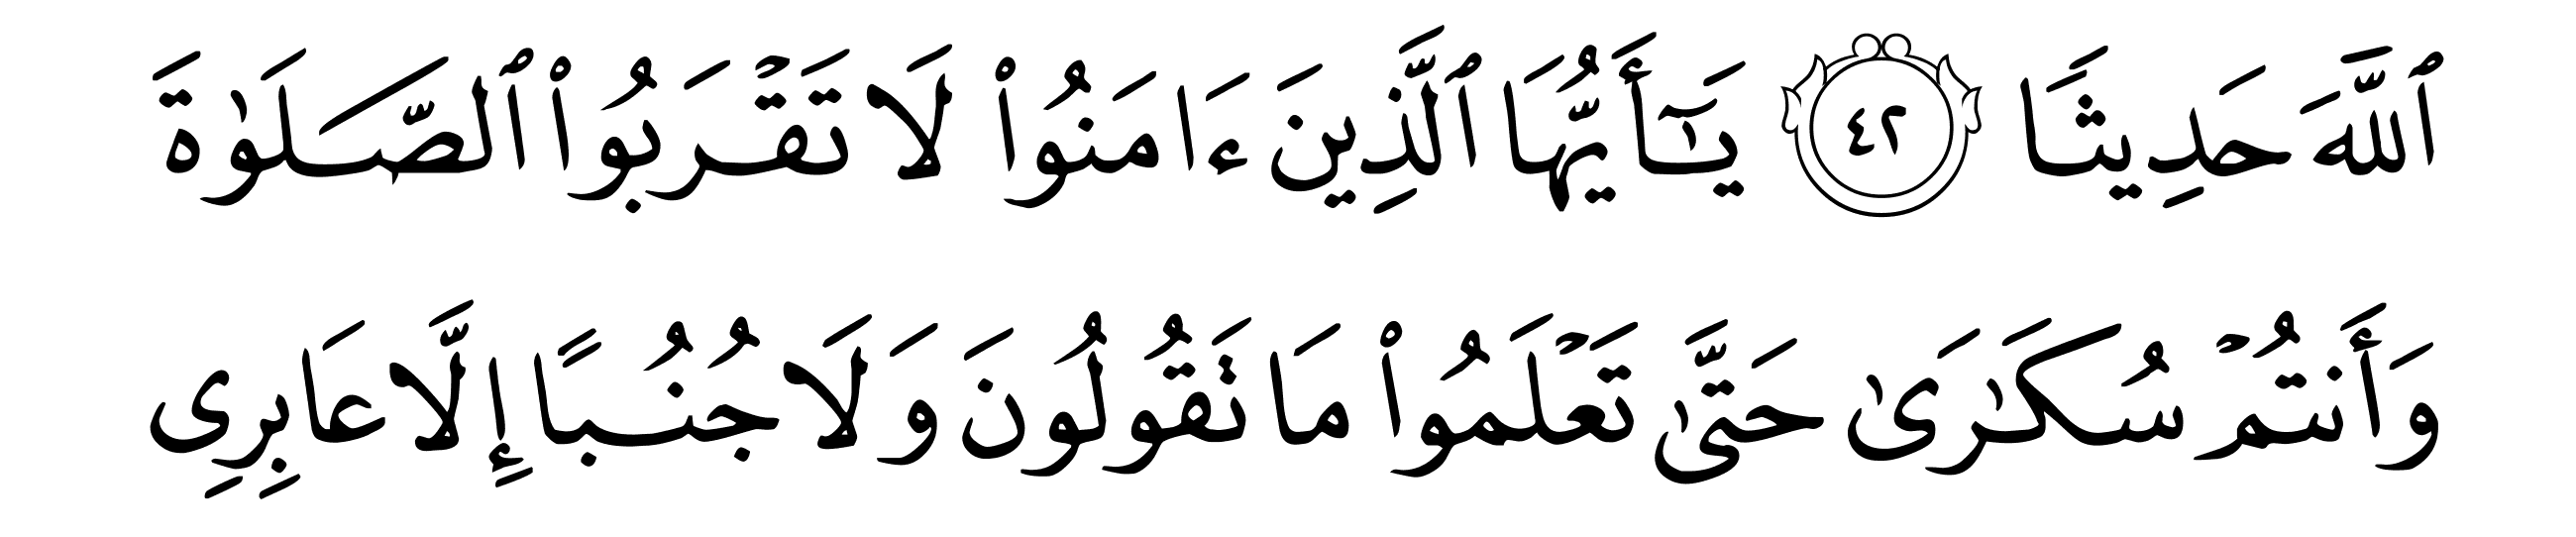 ٱللَّهَ حَدِيثًا ٤٢ يَـٰٓأَيُّهَا ٱلَّذِينَ ءَامَنُوا۟ لَا تَقْرَبُوا۟ ٱلصَّلَوٰةَ
وَأَنتُمْ سُكَـٰرَىٰ حَتَّىٰ تَعْلَمُوا۟ مَا تَقُولُونَ وَلَا جُنُبًا إِلَّا عَابِرِى